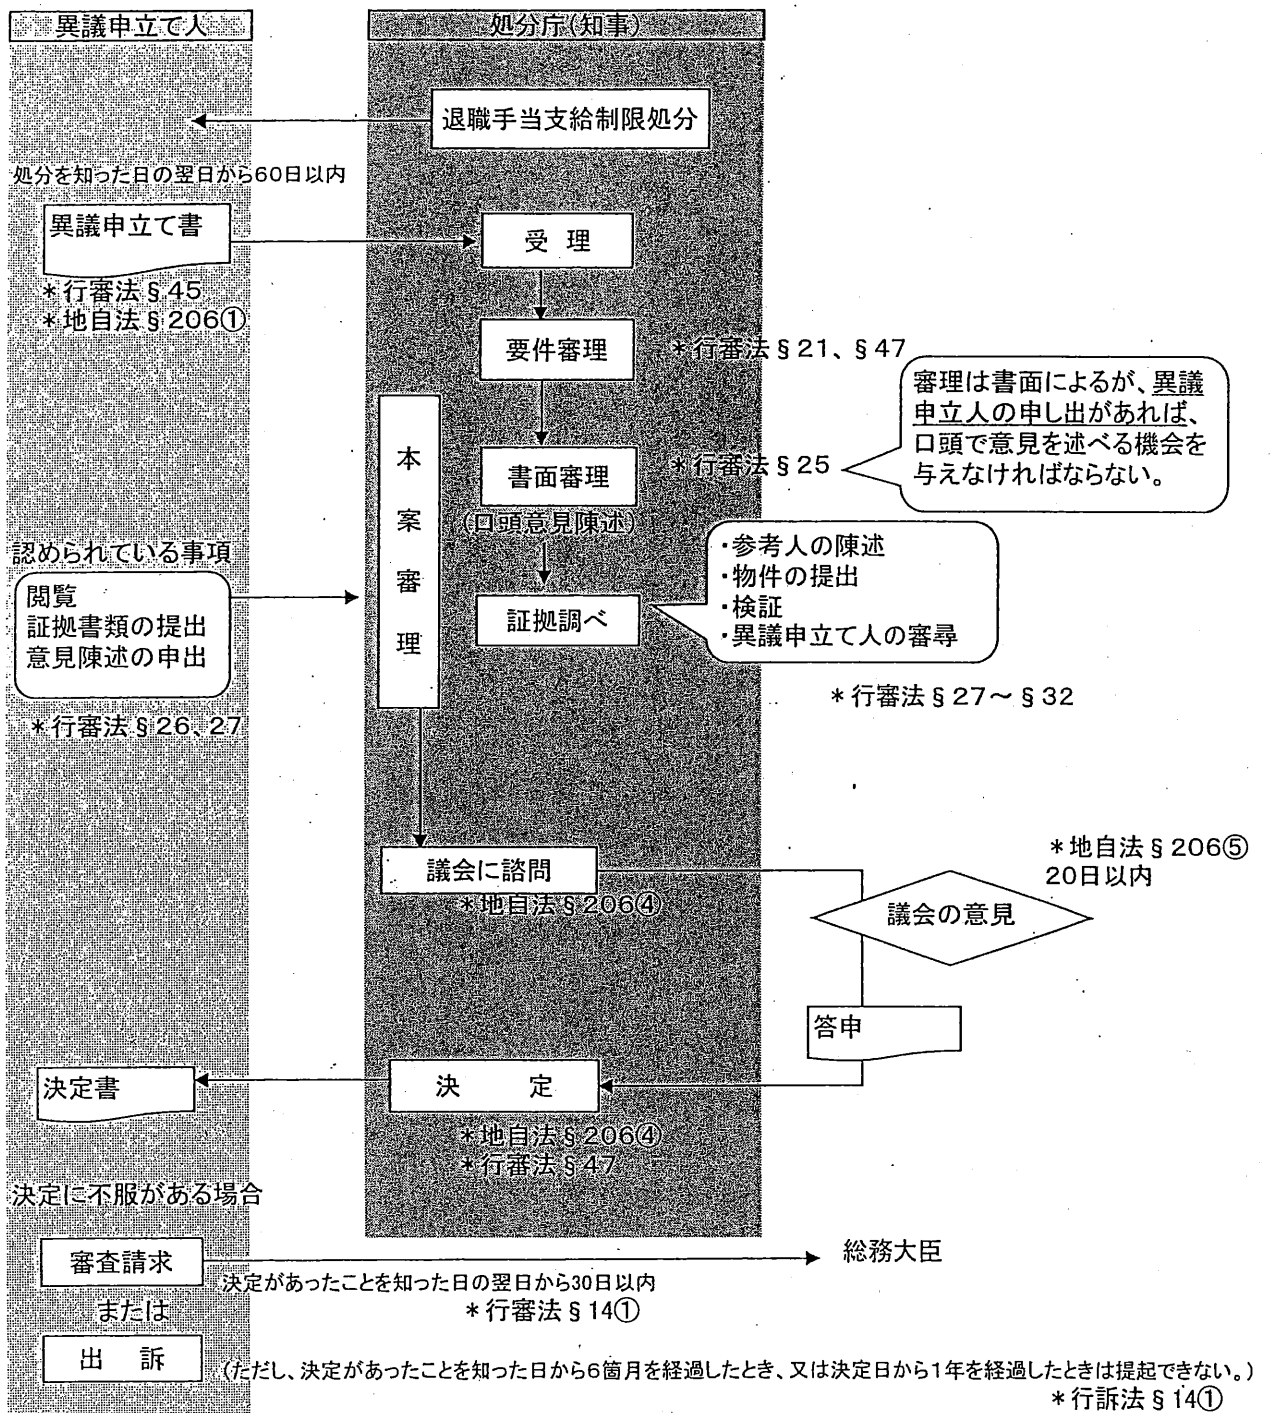 異議申立て人
処分庁(知事)
退職手当支給制限処分
処分を知った日の翌日から60日以内
異議申立て書
受 理
*行審法§45
*地自法§206①
要件審理
*行審法§21、§47
審理は書面によるが、異議
申立人の申し出があれば、
口頭で意見を述べる機会を
与えなければならない。
本案審理
書面審理
*行審法§25
(口頭意見陳述)
・参考人の陳述
・物件の提出
・検証
・異議申立て人の審尋
認められている事項
閲覧
証拠書類の提出
意見陳述の申出
証拠調べ
*行審法§27~§32
*行審法§26、27
議会に諮問
*地自法§206④
*地自法§206⑤
20日以内
議会の意見
答申
決定書
決 定
*地自法§206④
*行審法§47
決定に不服がある場合
審査請求
総務大臣
決定があったことを知った日の翌日から30日以内
*行審法§14①
または
出 訴
(ただし、決定があったことを知った日から6箇月を経過したとき、又は決定日から1年を経過したときは提起できない。)
*行訴法§14①